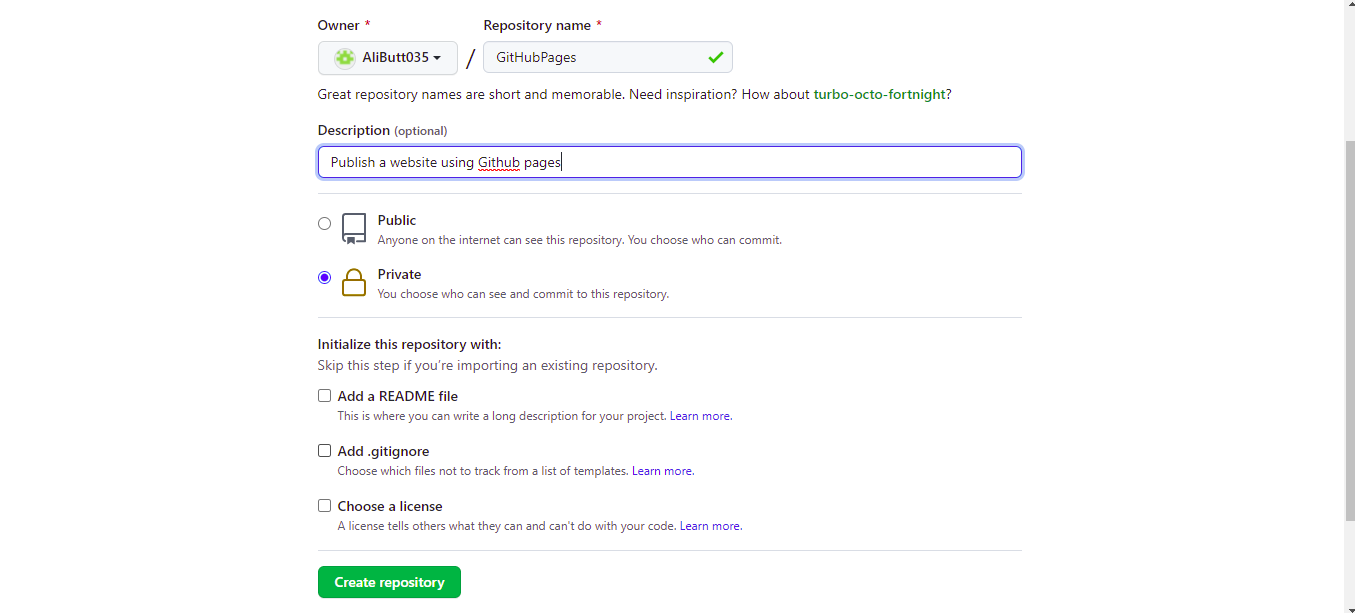 Owner * Repository name *
AliButt035 / GitHubPages
Great repository names are short and memorable. Need inspiration? How about turbo-octo-fortnight?
Description (optional)
Publish a website using Github pages
Public
Anyone on the internet can see this repository. You choose who can commit.
Private
You choose who can see and commit to this repository.
Initialize this repository with:
Skip this step if you're importing an existing repository.
Add a README file
This is where you can write a long description for your project. Learn more.
Add .gitignore
Choose which files not to track from a list of templates. Learn more.
Choose a license
A license tells others what they can and can't do with your code. Learn more.
Create repository